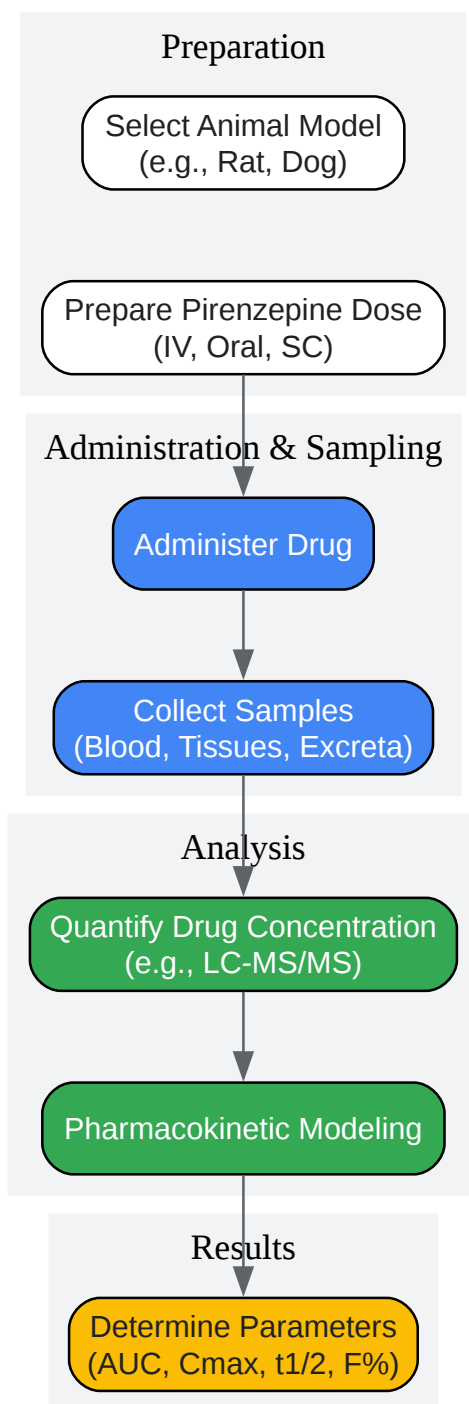 Preparation
Select Animal Model
(e.g., Rat, Dog)
Prepare Pirenzepine Dose
(IV, Oral, SC)
Administration & Sampling
Administer Drug
Collect Samples
(Blood, Tissues, Excreta)
Analysis
Quantify Drug Concentration
(e.g., LC-MS/MS)
Pharmacokinetic Modeling
Results
Determine Parameters
(AUC, Cmax, t1/2, F%)